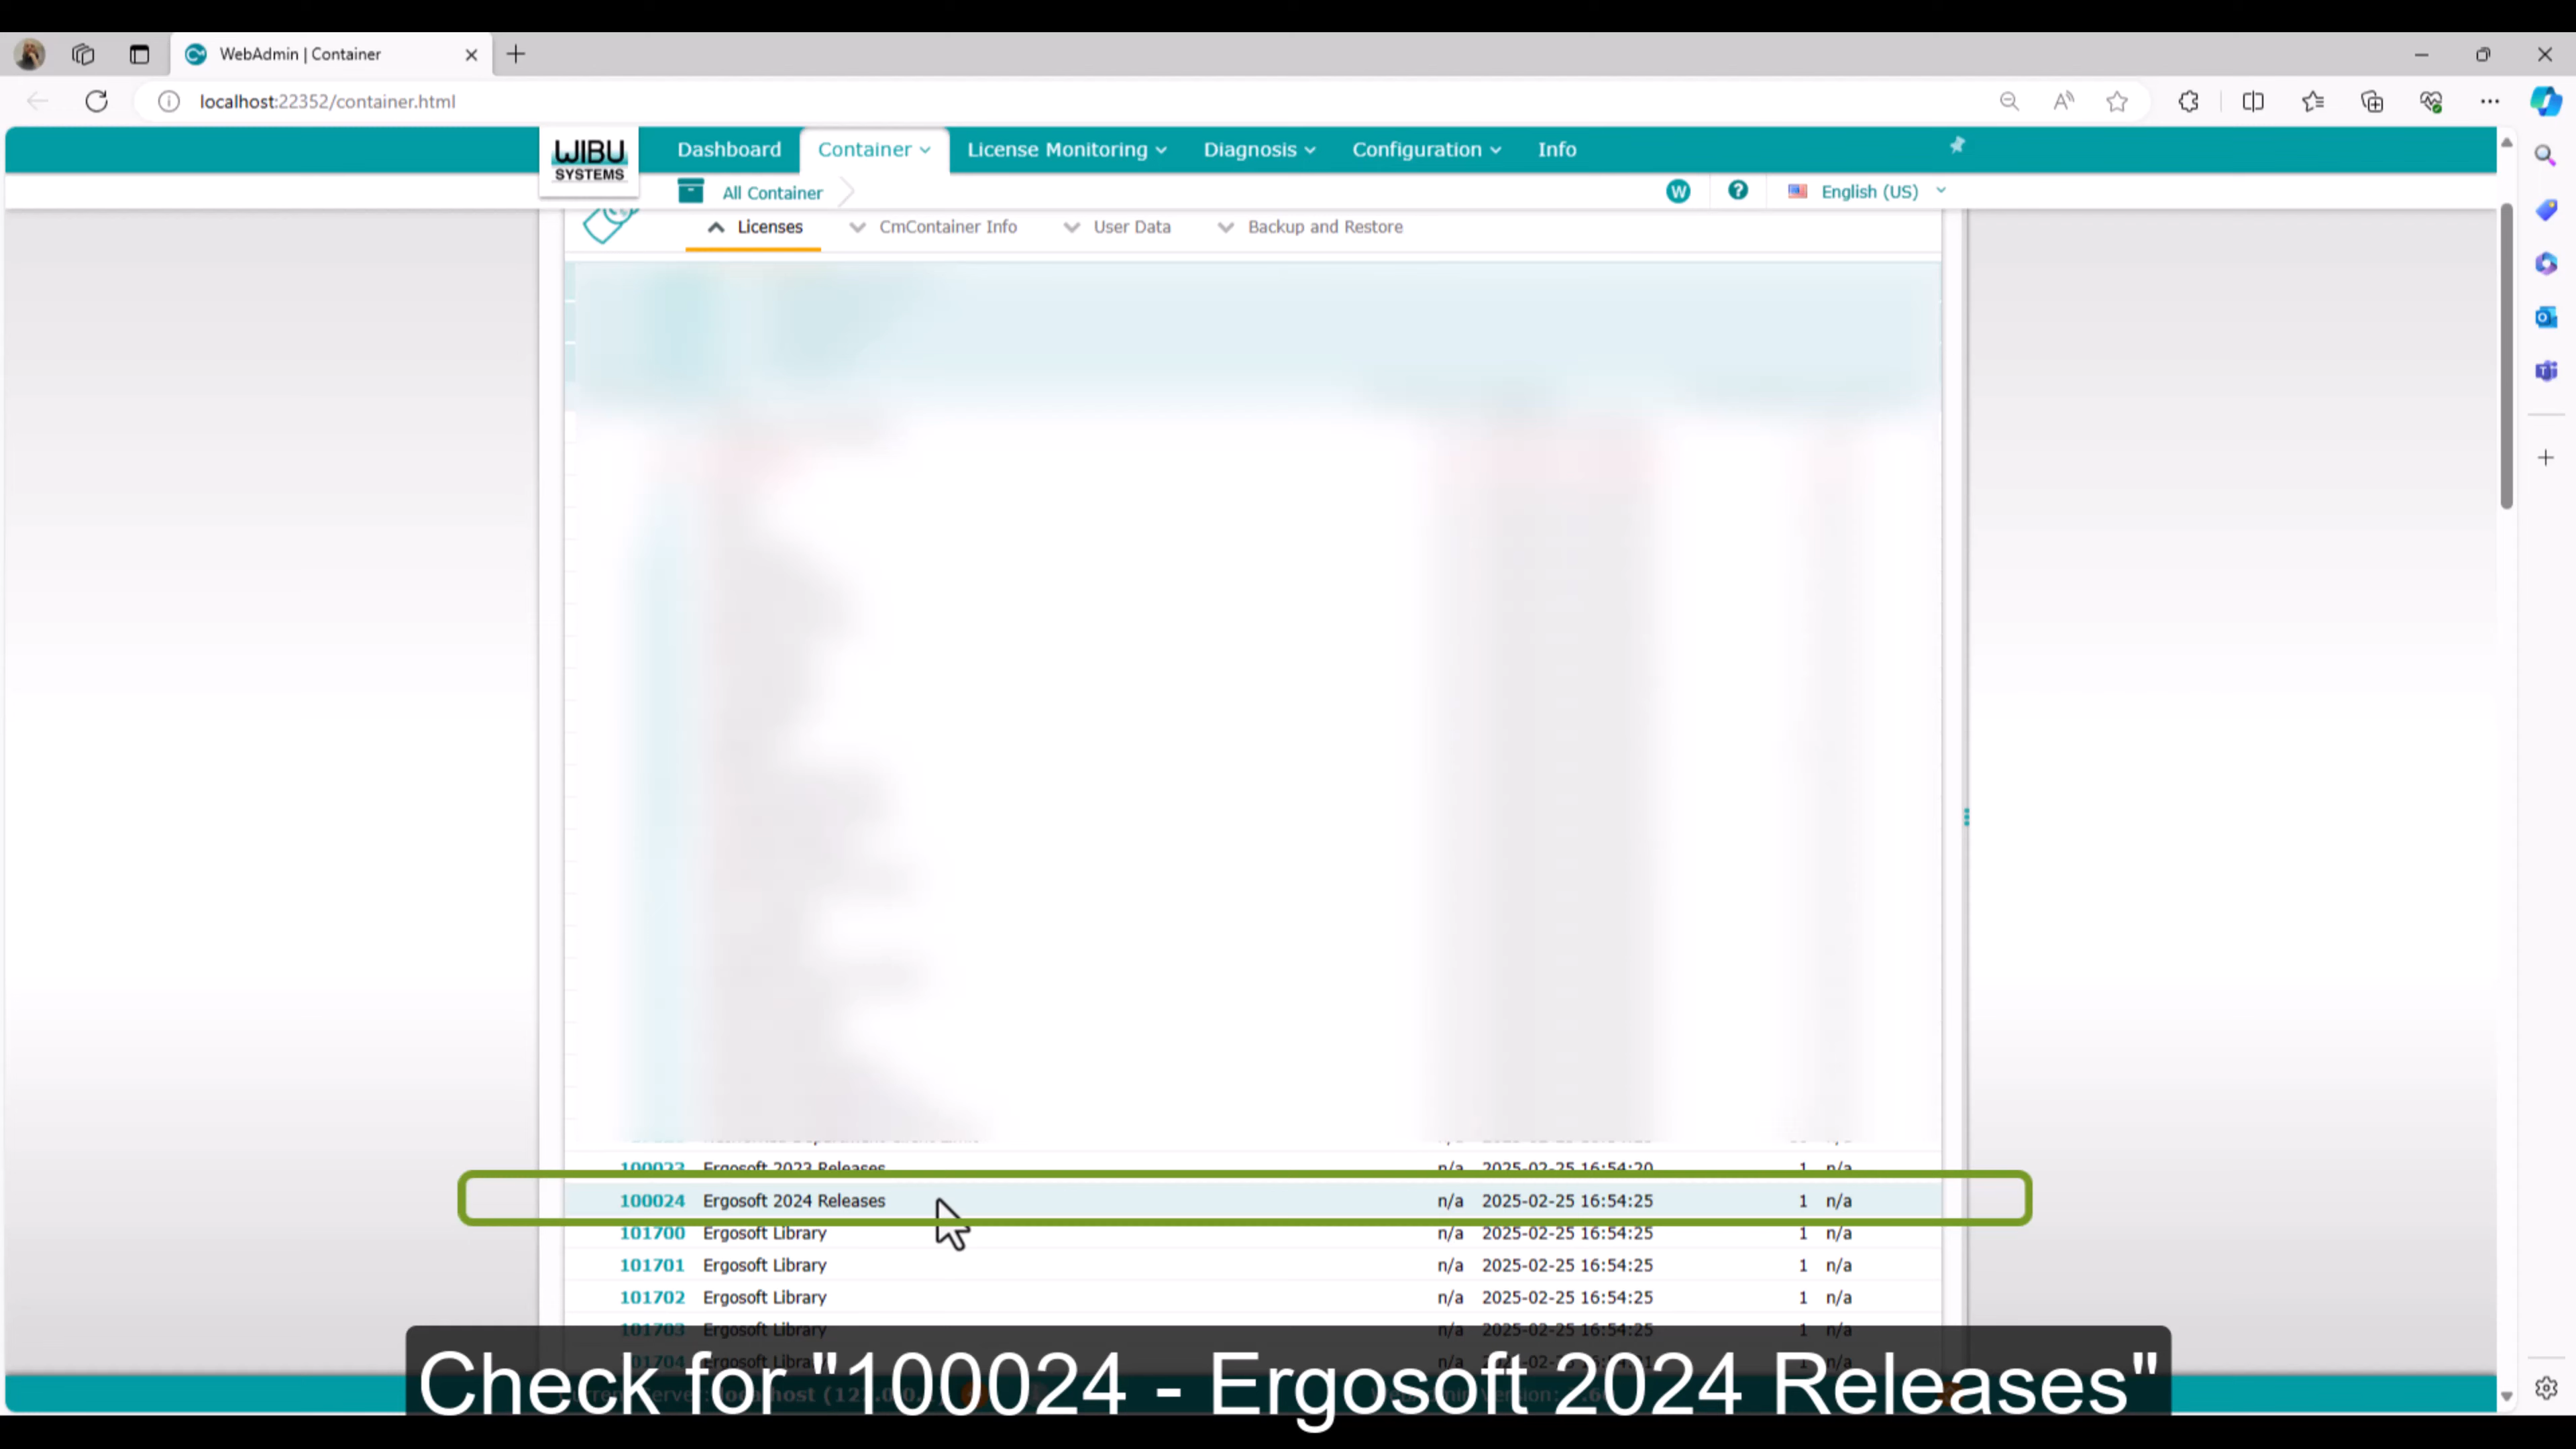 WebAdmin | Container
localhost:22352/container.html
WIBU
SYSTEMS
Dashboard Container License Monitoring Diagnosis Configuration Info
All Container
W ? English (US)
Licenses CmContainer Info User Data Backup and Restore
100023 Ergosoft 2023 Releases n/a 2025-02-25 16:54:20 1 n/a
100024 Ergosoft 2024 Releases n/a 2025-02-25 16:54:25 1 n/a
101700 Ergosoft Library n/a 2025-02-25 16:54:25 1 n/a
101701 Ergosoft Library n/a 2025-02-25 16:54:25 1 n/a
101702 Ergosoft Library n/a 2025-02-25 16:54:25 1 n/a
101703 Ergosoft Library n/a 2025-02-25 16:54:25 1 n/a
Check for "100024 - Ergosoft 2024 Releases"